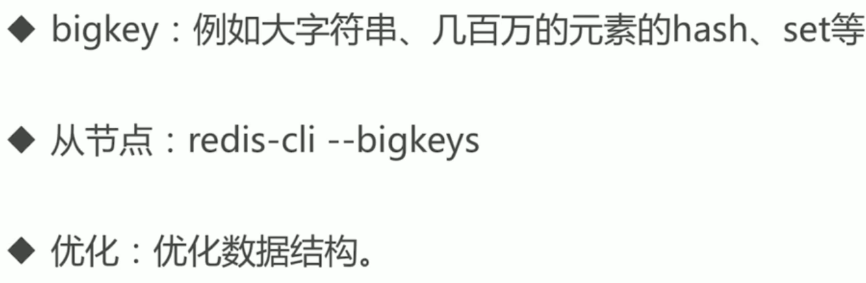 ◆ bigkey：例如大字符串、几百万的元素的hash、set等
◆ 从节点：redis-cli --bigkeys
◆ 优化：优化数据结构。